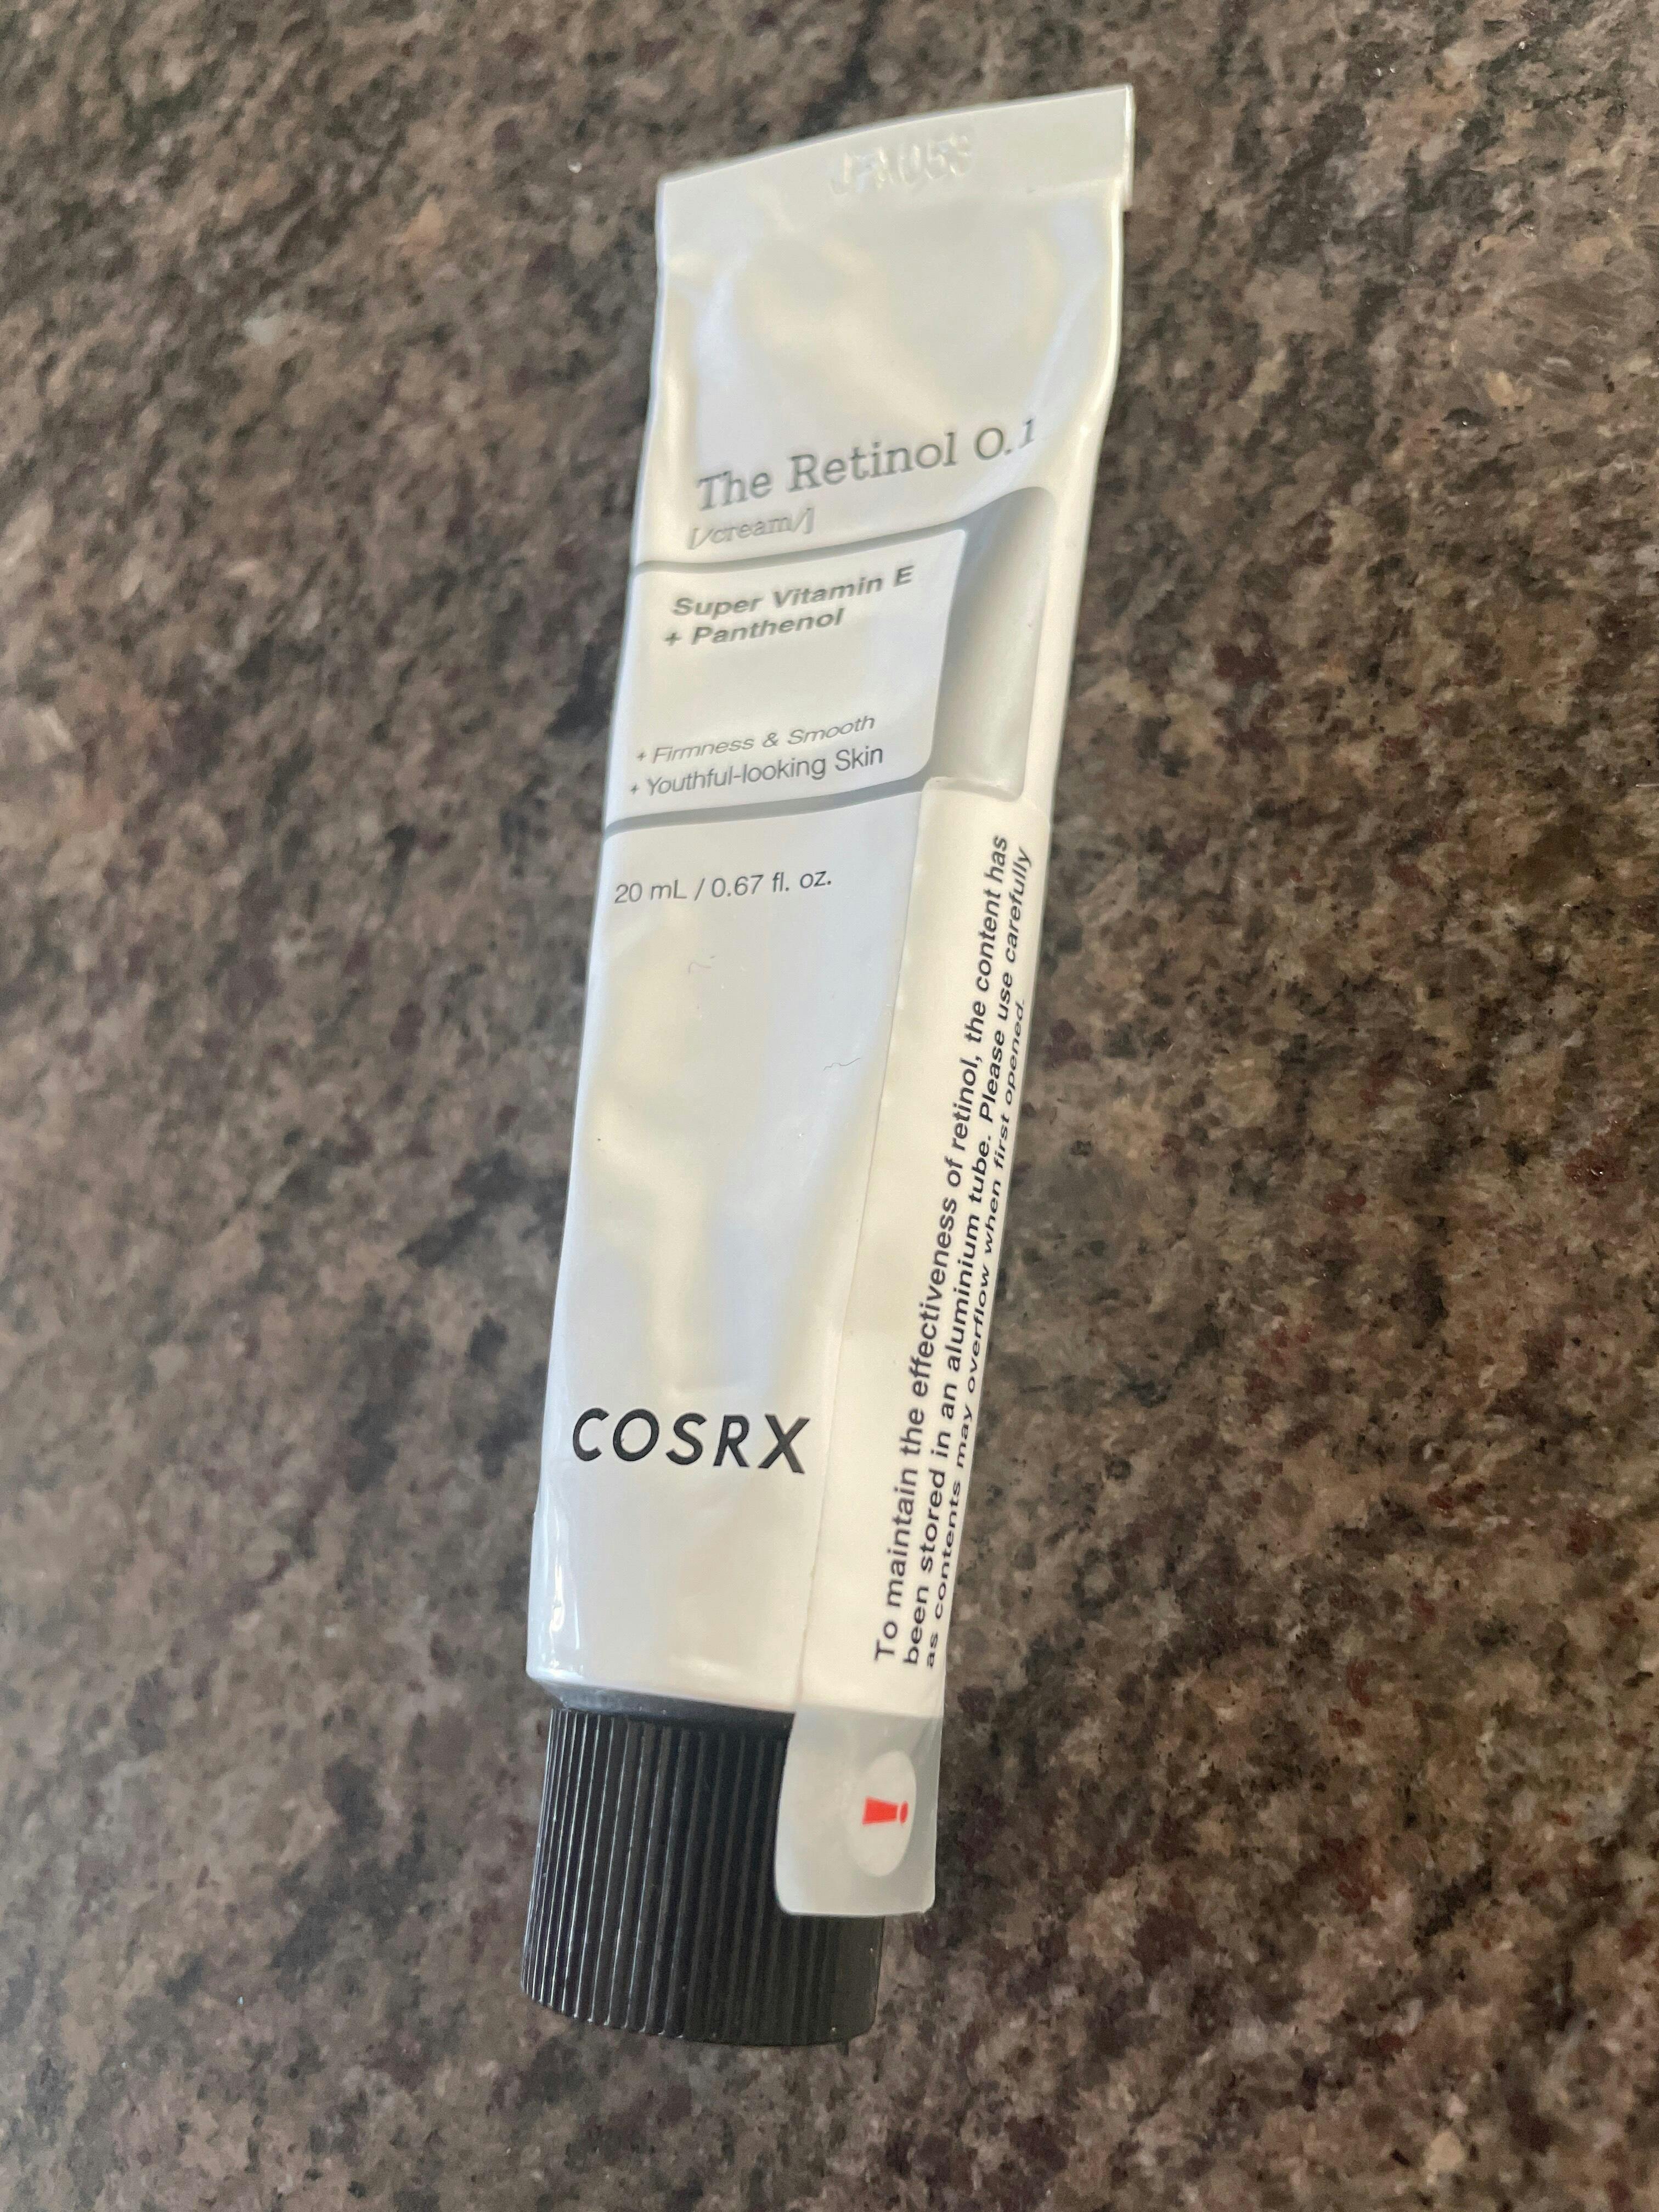 The Retinol 0.1
[/cream/]
Super Vitamin E
+ Panthenol
+ Firmness & Smooth
+ Youthful-looking Skin
20 mL / 0.67 fl. oz.
COSRX
To maintain the effectiveness of retinol, the content has
been stored in an aluminium tube. Please use carefully
as contents may overflow when first opened.
!